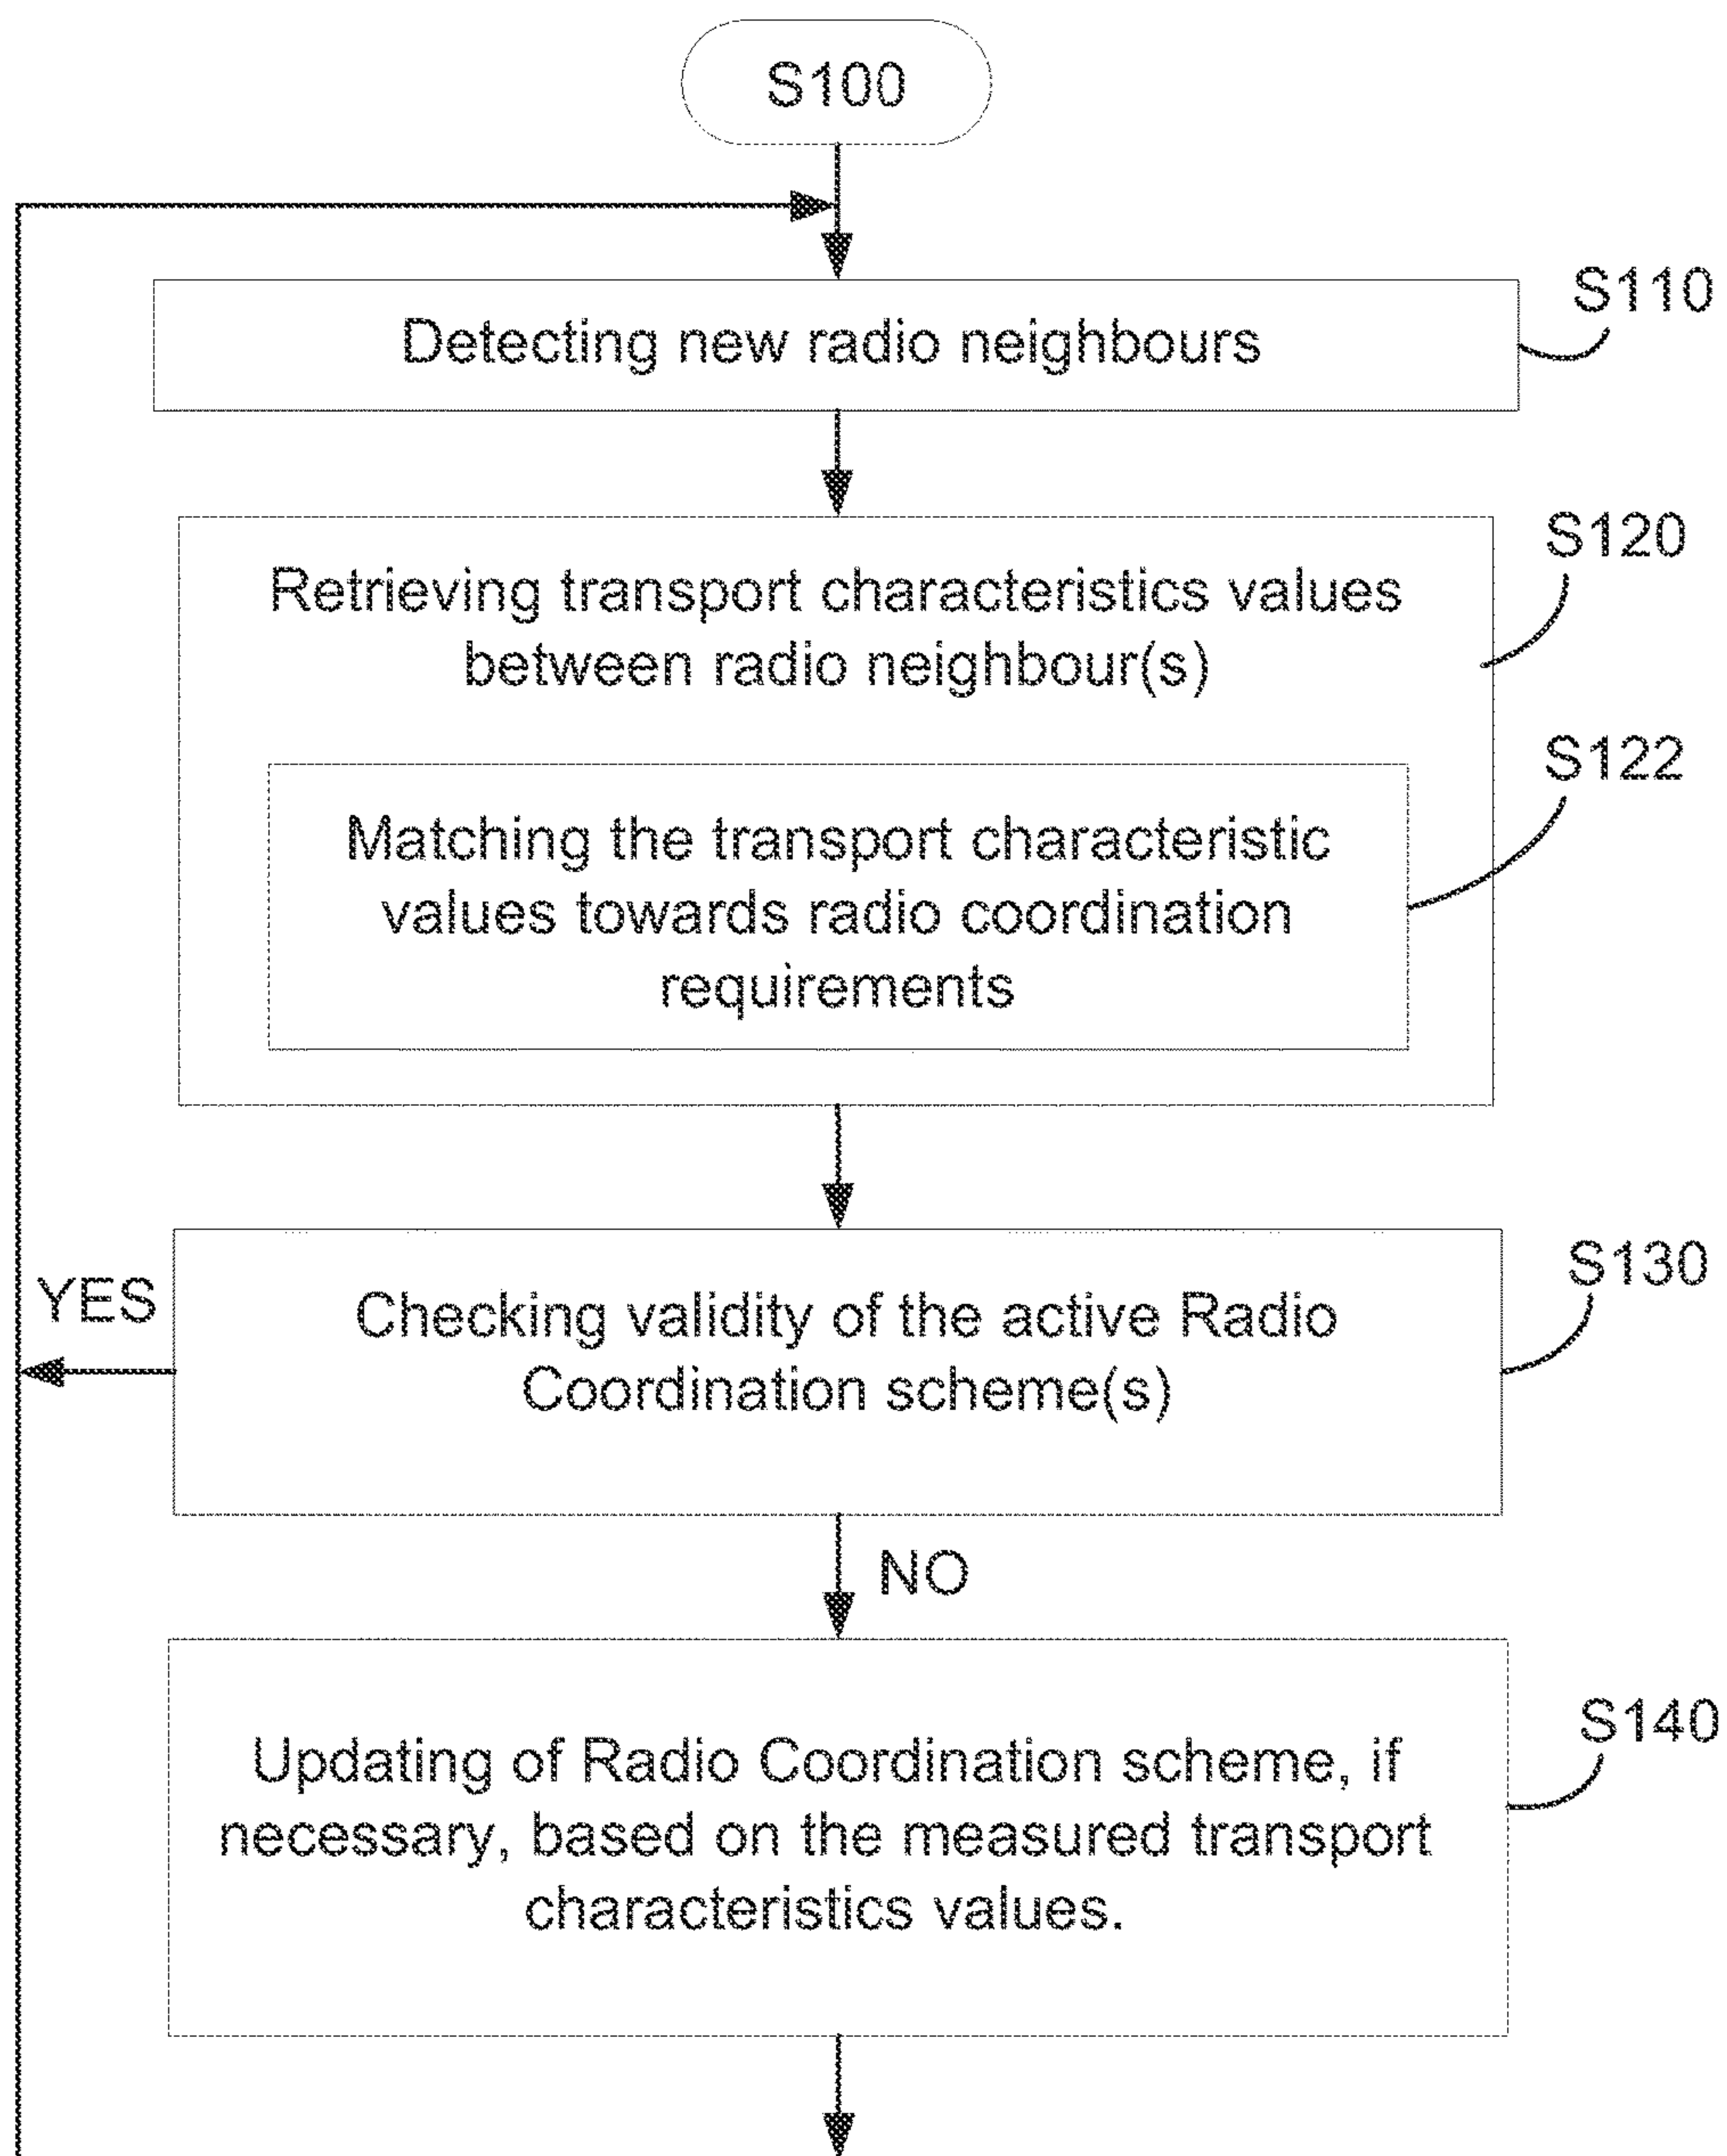 S100
Detecting new radio neighbours
S110
Retrieving transport characteristics values
between radio neighbour(s)
S120
Matching the transport characteristic
values towards radio coordination
requirements
S122
YES
Checking validity of the active Radio
Coordination scheme(s)
S130
NO
Updating of Radio Coordination scheme, if
necessary, based on the measured transport
characteristics values.
S140